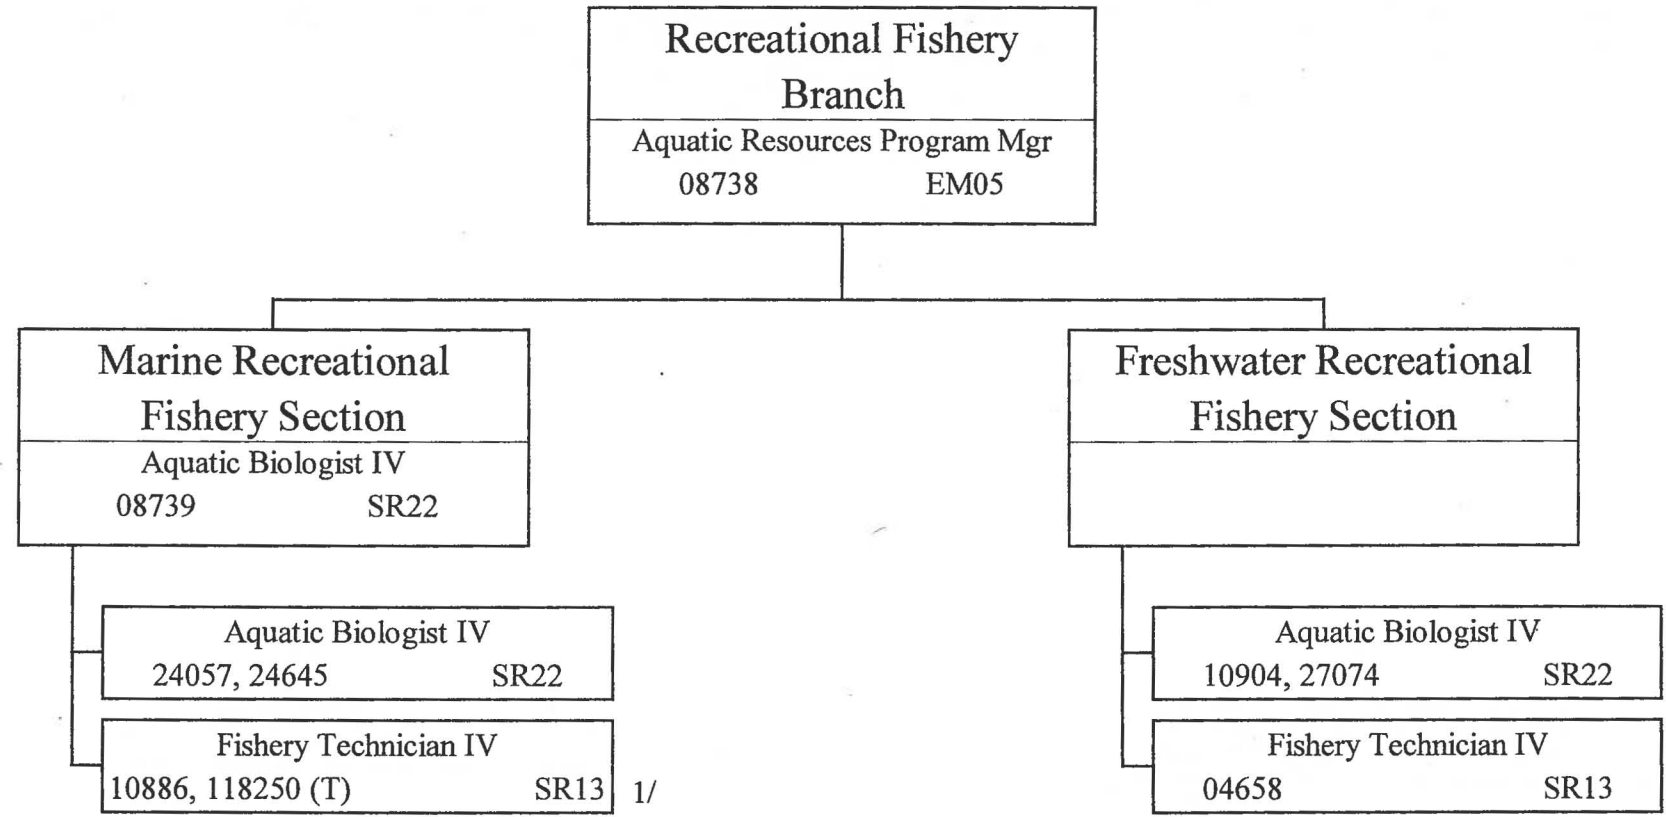 Recreational Fishery
Branch
Aquatic Resources Program Mgr
08738 EM05
Marine Recreational
Fishery Section
Aquatic Biologist IV
08739 SR22
Aquatic Biologist IV
24057, 24645 SR22
Fishery Technician IV
10886, 118250 (T) SR13 1/
Freshwater Recreational
Fishery Section
Aquatic Biologist IV
10904, 27074 SR22
Fishery Technician IV
04658 SR13